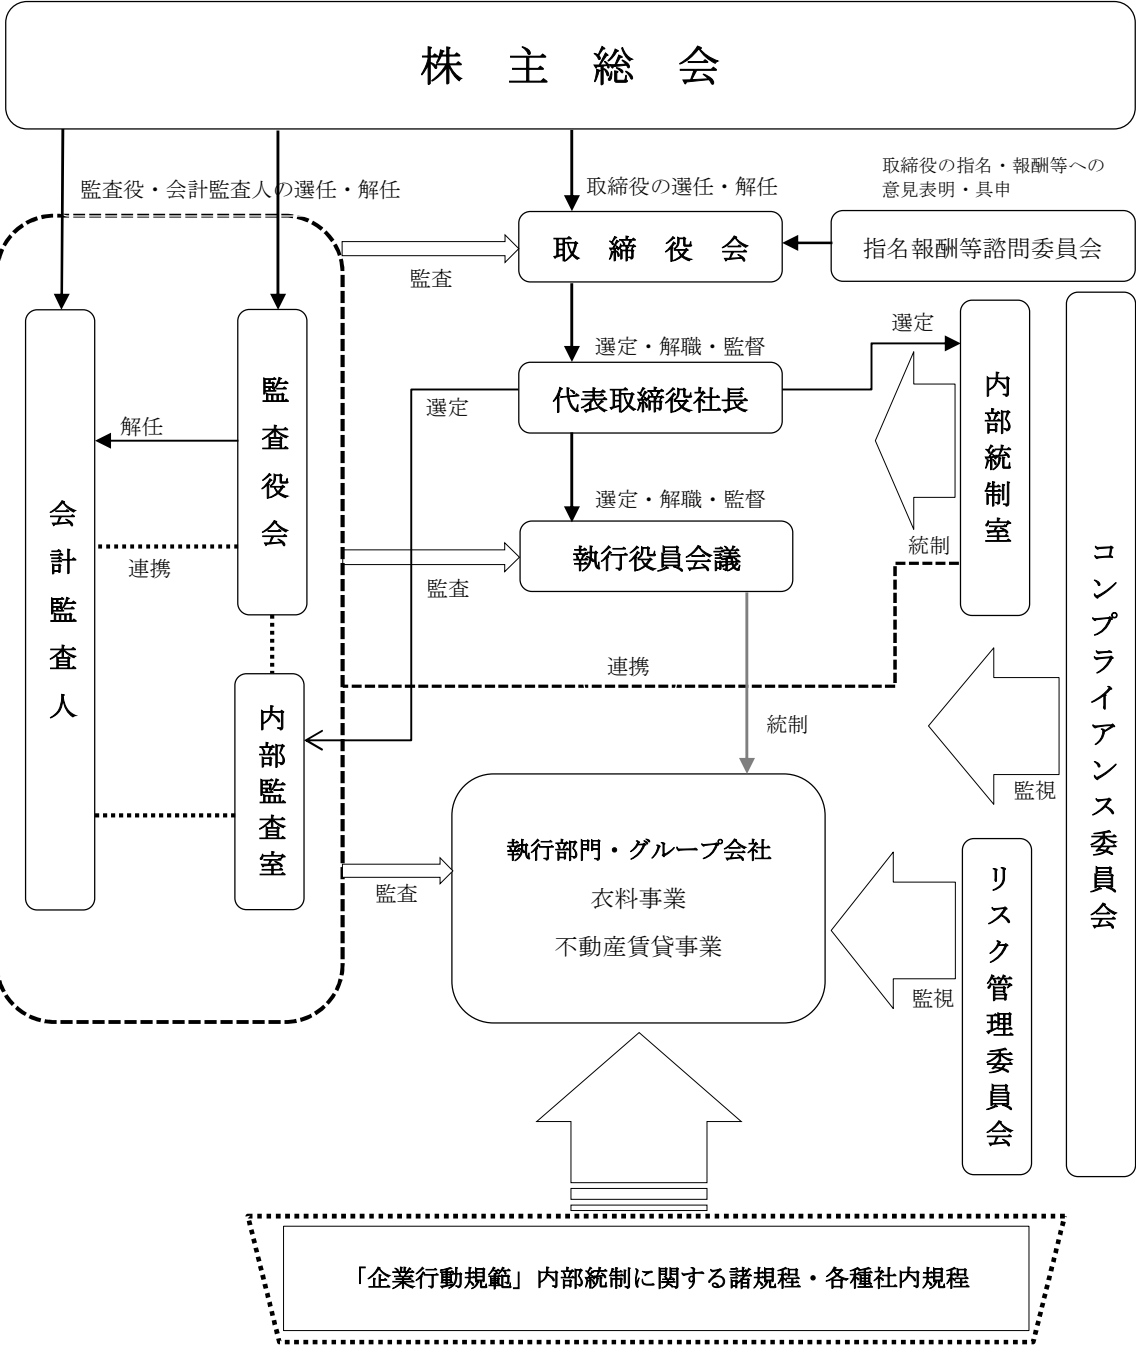 株主総会
取締役の指名・報酬等への
意見表明・具申
監査役・会計監査人の選任・解任
取締役の選任・解任
取締役会
指名報酬等諮問委員会
監査
選定
選定・解職・監督
代表取締役社長
選定
内部統制室
監査役会
解任
会計監査人
選定・解職・監督
執行役員会議
統制
コンプライアンス委員会
連携
監査
連携
内部監査室
統制
監視
執行部門・グループ会社
衣料事業
不動産賃貸事業
監査
リスク管理委員会
監視
「企業行動規範」内部統制に関する諸規程・各種社内規程